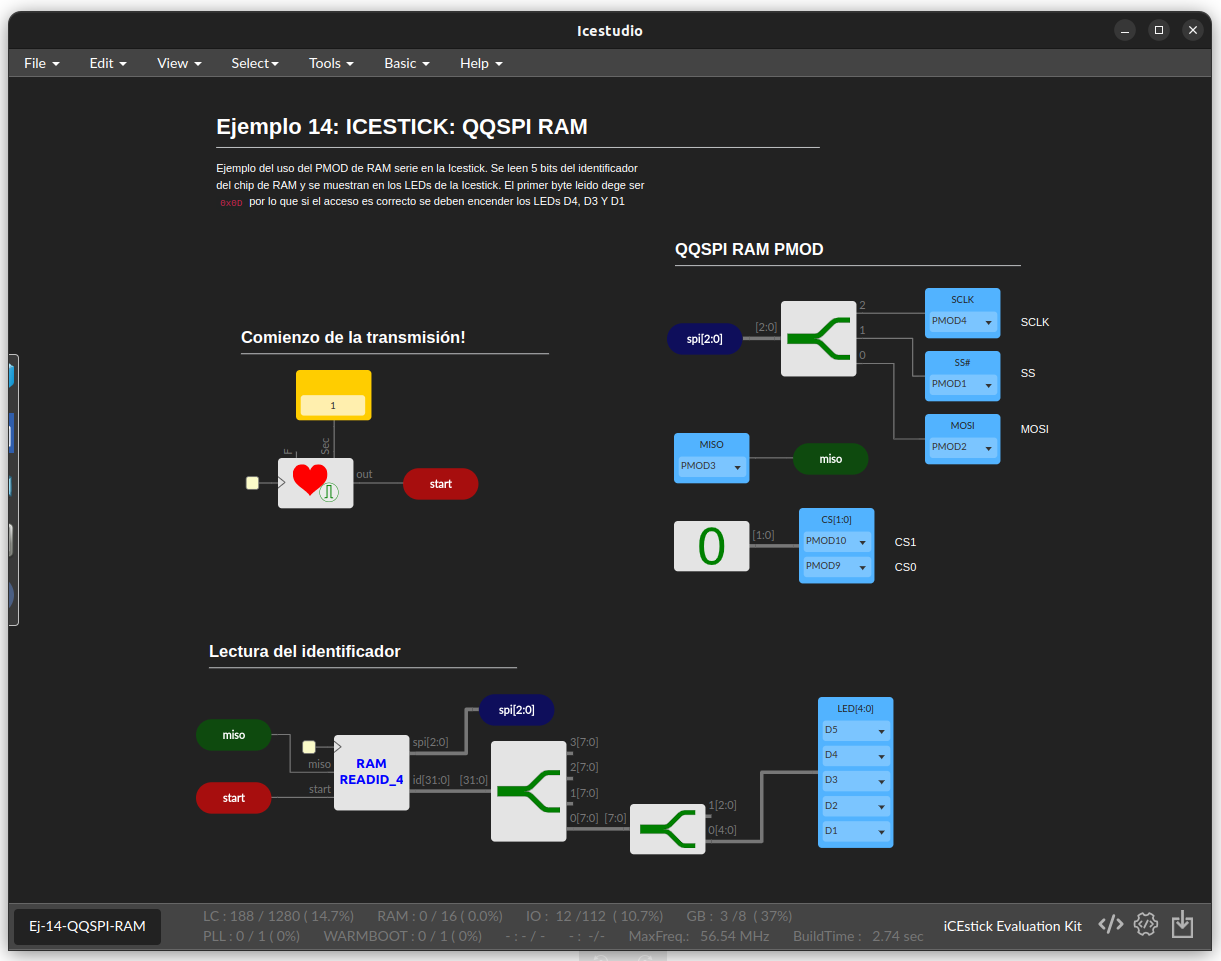 Icestudio
File Edit View Select Tools Basic Help
Ejemplo 14: ICESTICK: QQSPI RAM
Ejemplo del uso del PMOD de RAM serie en la Icestick. Se leen 5 bits del identificador
del chip de RAM y se muestran en los LEDs de la Icestick. El primer byte leido dege ser
0x0D por lo que si el acceso es correcto se deben encender los LEDs D4, D3 Y D1
QQSPI RAM PMOD
spi[2:0]
[2:0]
2
1
0
SCLK
PMOD4
SCLK
SS#
PMOD1
SS
MOSI
PMOD2
MOSI
MISO
PMOD3
miso
0
[1:0]
CS[1:0]
PMOD10
CS1
PMOD9
CS0
Comienzo de la transmisión!
1
F
Sec
out
start
Lectura del identificador
miso
start
miso
start
RAM
READID_4
spi[2:0]
spi[2:0]
id[31:0]
[31:0]
3[7:0]
2[7:0]
1[7:0]
0[7:0]
[7:0]
1[2:0]
0[4:0]
LED[4:0]
D5
D4
D3
D2
D1
Ej-14-QQSPI-RAM
LC : 188 / 1280 ( 14.7%) RAM : 0 / 16 ( 0.0%) IO : 12 /112 ( 10.7%) GB : 3 /8 ( 37%)
PLL : 0 / 1 ( 0%) WARMBOOT : 0 / 1 ( 0%) - : - / - - : -/- MaxFreq.: 56.54 MHz BuildTime : 2.74 sec
iCEstick Evaluation Kit